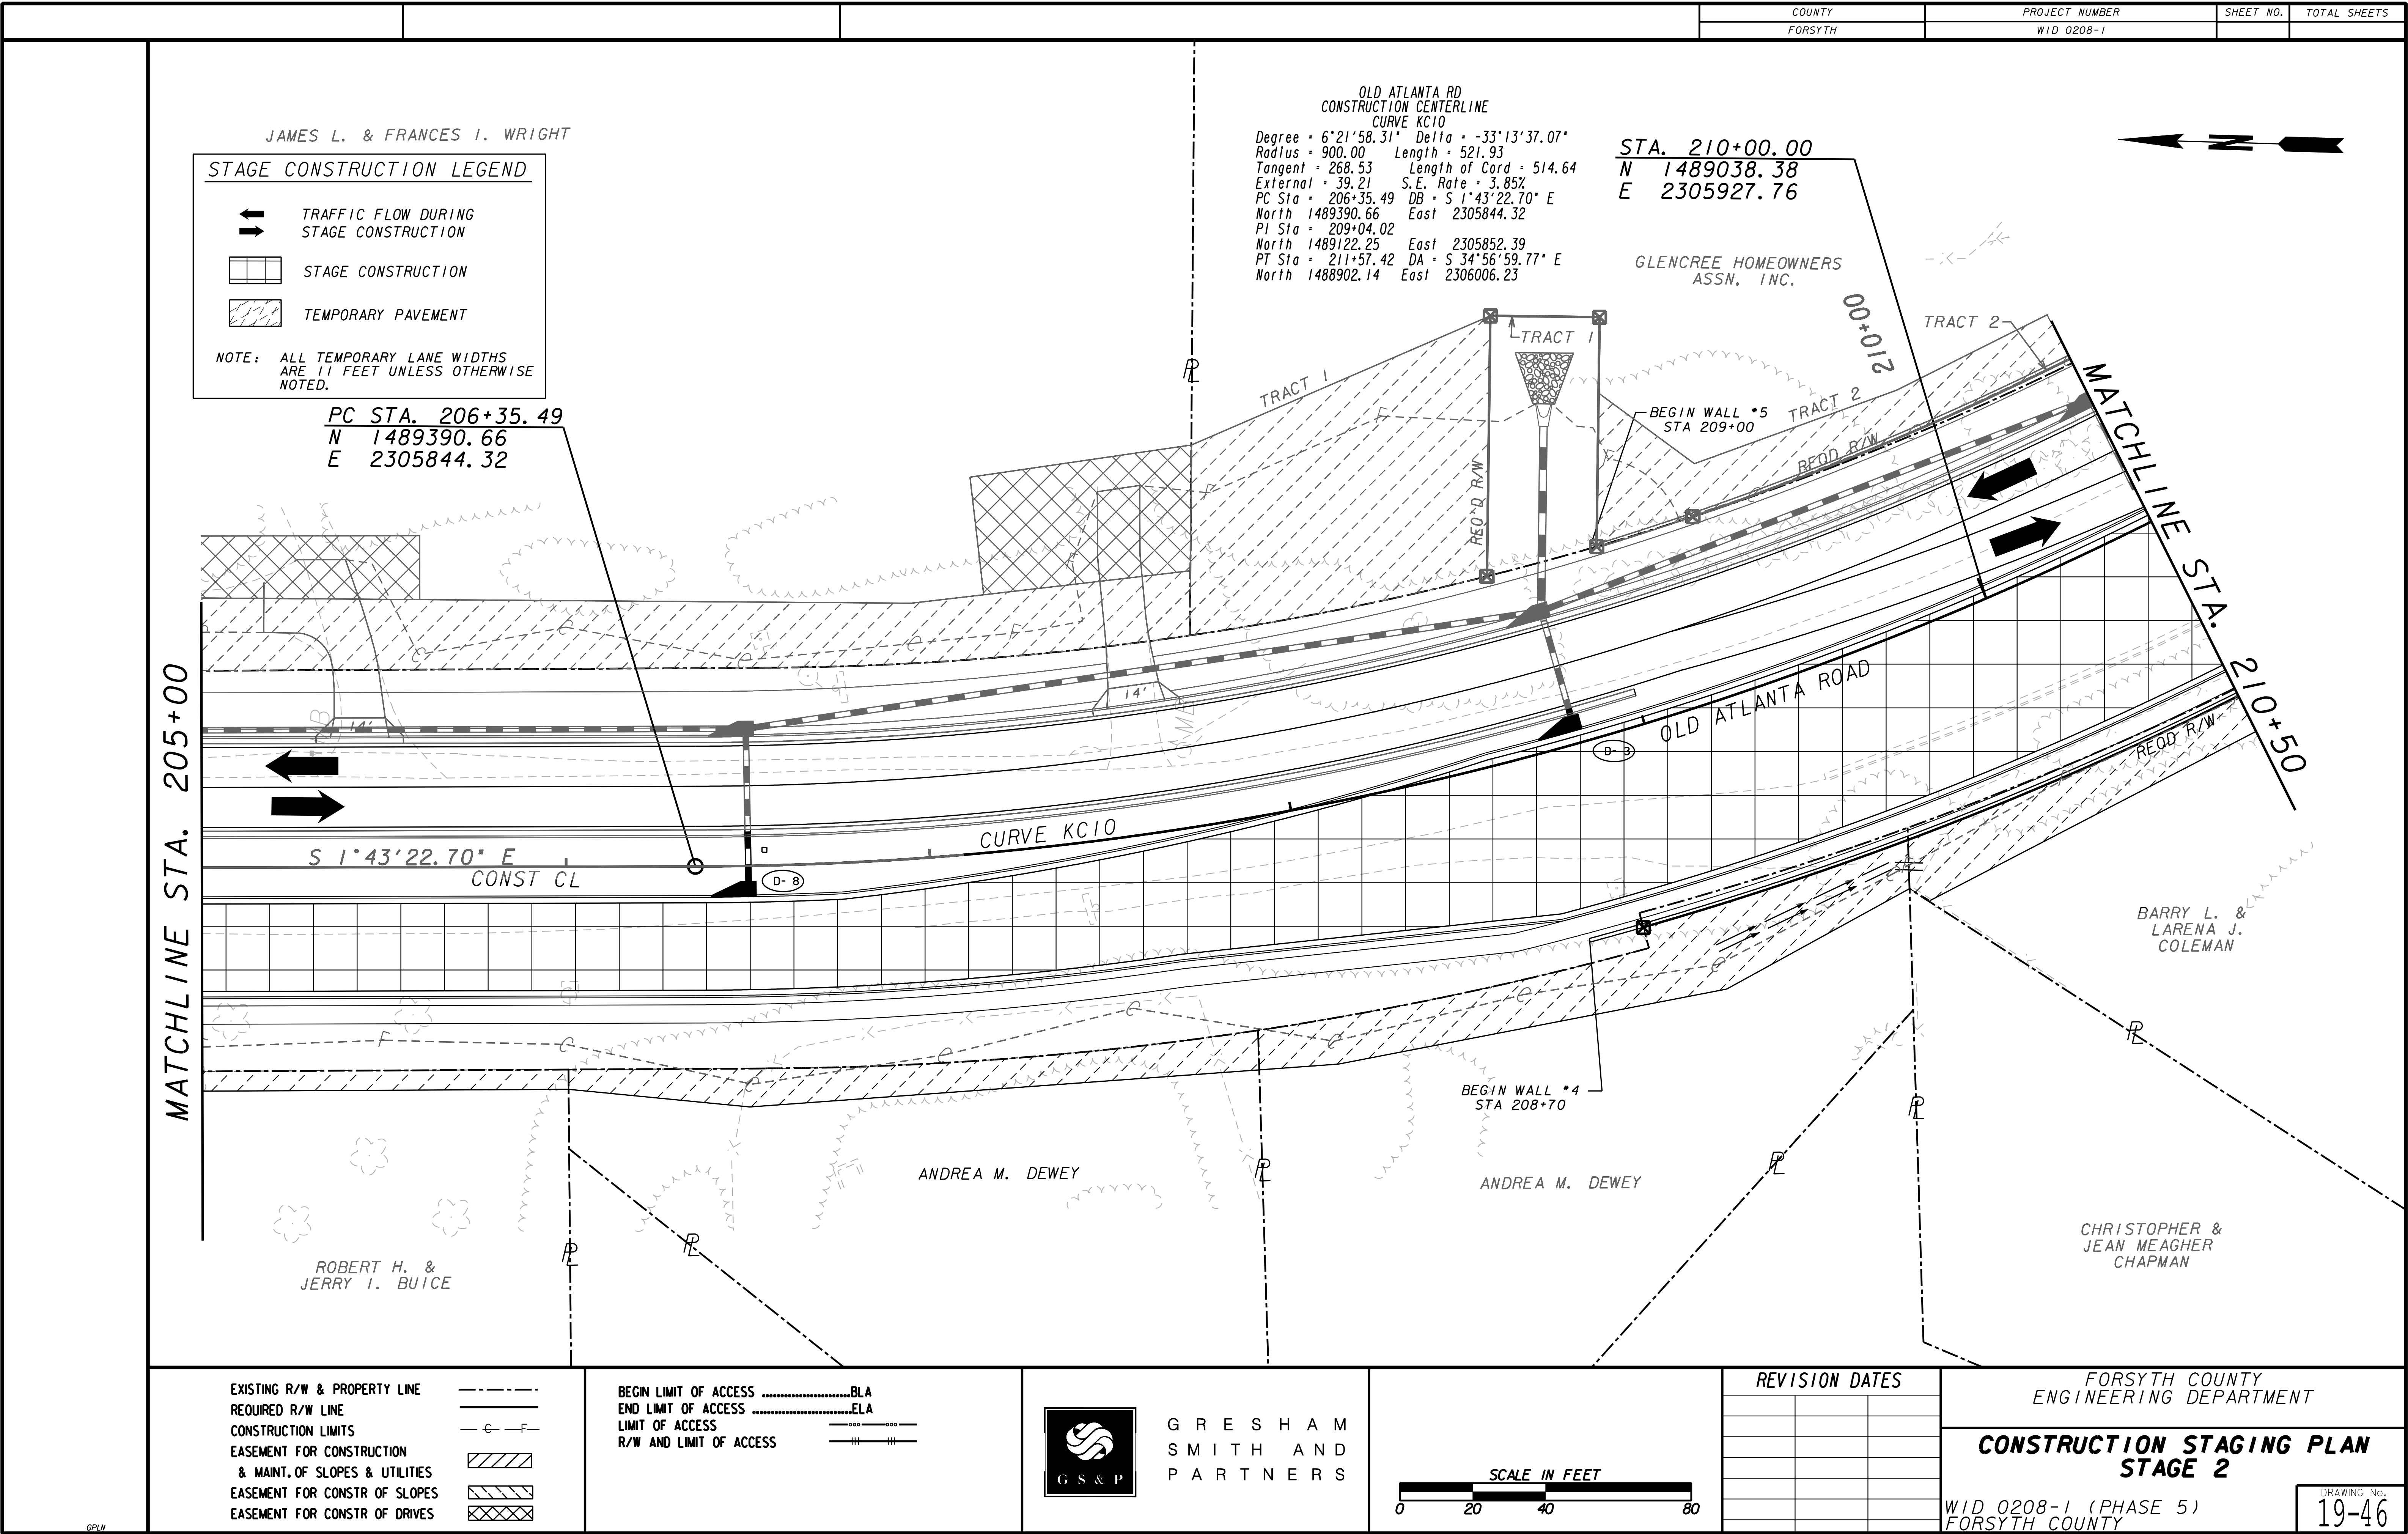 COUNTY
PROJECT NUMBER
SHEET NO.
TOTAL SHEETS
FORSYTH
WID 0208-1
JAMES L. & FRANCES I. WRIGHT
STAGE CONSTRUCTION LEGEND
TRAFFIC FLOW DURING
STAGE CONSTRUCTION
STAGE CONSTRUCTION
TEMPORARY PAVEMENT
NOTE: ALL TEMPORARY LANE WIDTHS
ARE 11 FEET UNLESS OTHERWISE
NOTED.
PC STA. 206+35.49
N 1489390.66
E 2305844.32
OLD ATLANTA RD
CONSTRUCTION CENTERLINE
CURVE KC10
Degree = 6°21'58.31" Delta = -33°13'37.07"
Radius = 900.00 Length = 521.93
Tangent = 268.53 Length of Cord = 514.64
External = 39.21 S.E. Rate = 3.85%
PC Sta = 206+35.49 DB = S 1°43'22.70" E
North 1489390.66 East 2305844.32
PI Sta = 209+04.02
North 1489122.25 East 2305852.39
PT Sta = 211+57.42 DA = S 34°56'59.77" E
North 1488902.14 East 2306006.23
STA. 210+00.00
N 1489038.38
E 2305927.76
N
GLENCREE HOMEOWNERS
ASSN, INC.
210+00
TRACT 2
TRACT 1
TRACT 1
TRACT 2
BEGIN WALL #5
STA 209+00
REQ'D R/W
REQD R/W
MATCHLINE STA. 210+50
MATCHLINE STA. 205+00
PL
14'
14'
S 1°43'22.70" E
CONST CL
D-8
CURVE KC10
D-3
OLD ATLANTA ROAD
REQD R/W
C
F
BARRY L. &
LARENA J.
COLEMAN
BEGIN WALL #4
STA 208+70
ANDREA M. DEWEY
ANDREA M. DEWEY
PL
PL
PL
PL
PL
PL
ROBERT H. &
JERRY I. BUICE
CHRISTOPHER &
JEAN MEAGHER
CHAPMAN
EXISTING R/W & PROPERTY LINE
REQUIRED R/W LINE
CONSTRUCTION LIMITS
C F
EASEMENT FOR CONSTRUCTION
& MAINT. OF SLOPES & UTILITIES
EASEMENT FOR CONSTR OF SLOPES
EASEMENT FOR CONSTR OF DRIVES
BEGIN LIMIT OF ACCESS ........................BLA
END LIMIT OF ACCESS ...........................ELA
LIMIT OF ACCESS
R/W AND LIMIT OF ACCESS
GS&P
GRESHAM
SMITH AND
PARTNERS
SCALE IN FEET
0 20 40 80
REVISION DATES
FORSYTH COUNTY
ENGINEERING DEPARTMENT
CONSTRUCTION STAGING PLAN
STAGE 2
WID 0208-1 (PHASE 5)
FORSYTH COUNTY
DRAWING No.
19-46
GPLN